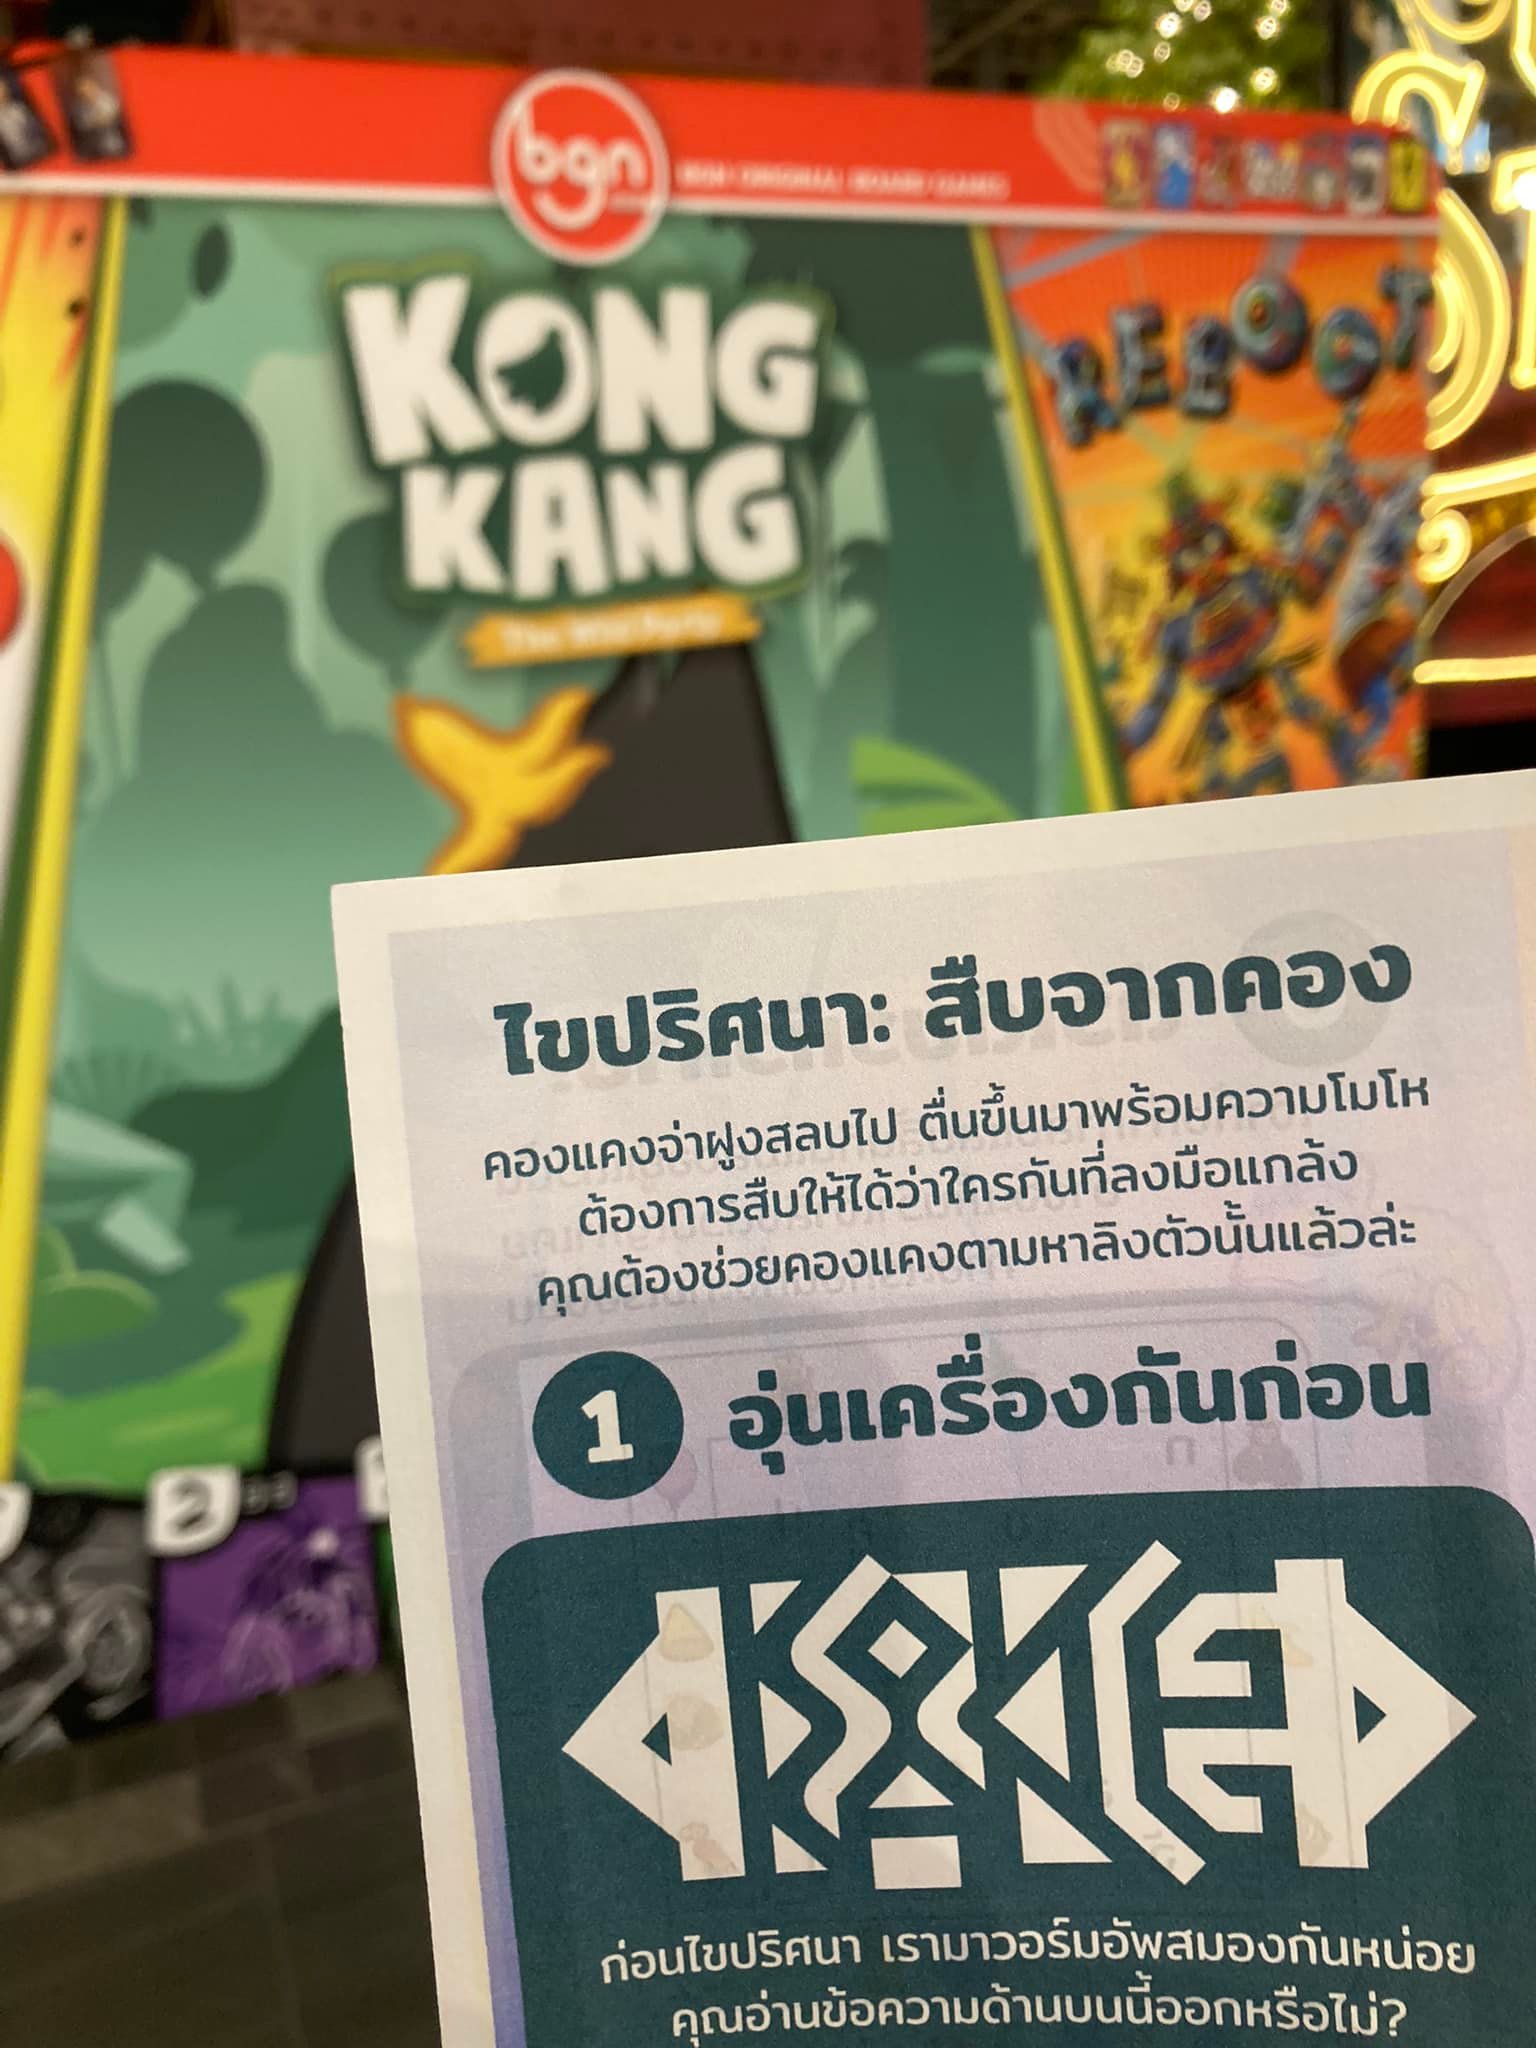 bgn
BGN ORIGINAL BOARD GAMES
KONG
KANG
The Wild Party
REBOOT
2
ไขปริศนา: สืบจากคอง
คองแคงจ่าฝูงสลบไป ตื่นขึ้นมาพร้อมความโมโห
ต้องการสืบให้ได้ว่าใครกันที่ลงมือแกล้ง
คุณต้องช่วยคองแคงตามหาลิงตัวนั้นแล้วล่ะ
1 อุ่นเครื่องกันก่อน
ก่อนไขปริศนา เรามาวอร์มอัพสมองกันหน่อย
คุณอ่านข้อความด้านบนนี้ออกหรือไม่?